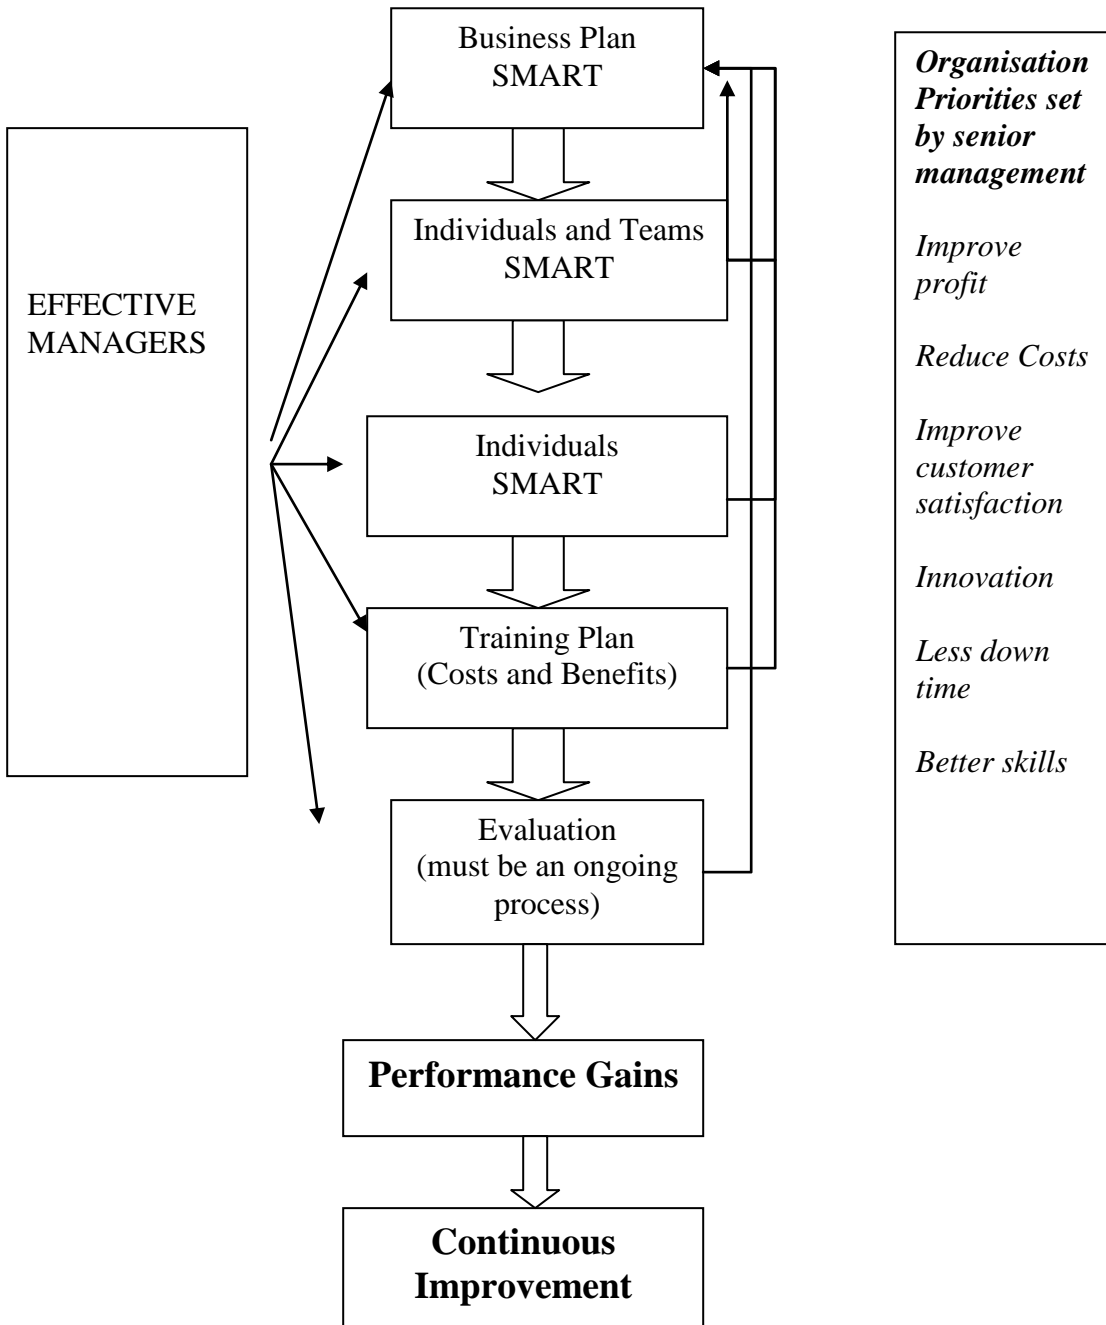 Business Plan
SMART
Individuals and Teams
SMART
EFFECTIVE
MANAGERS
Individuals
SMART
Training Plan
(Costs and Benefits)
Evaluation
(must be an ongoing
process)
Performance Gains
Continuous
Improvement
Organisation
Priorities set
by senior
management
Improve
profit
Reduce Costs
Improve
customer
satisfaction
Innovation
Less down
time
Better skills